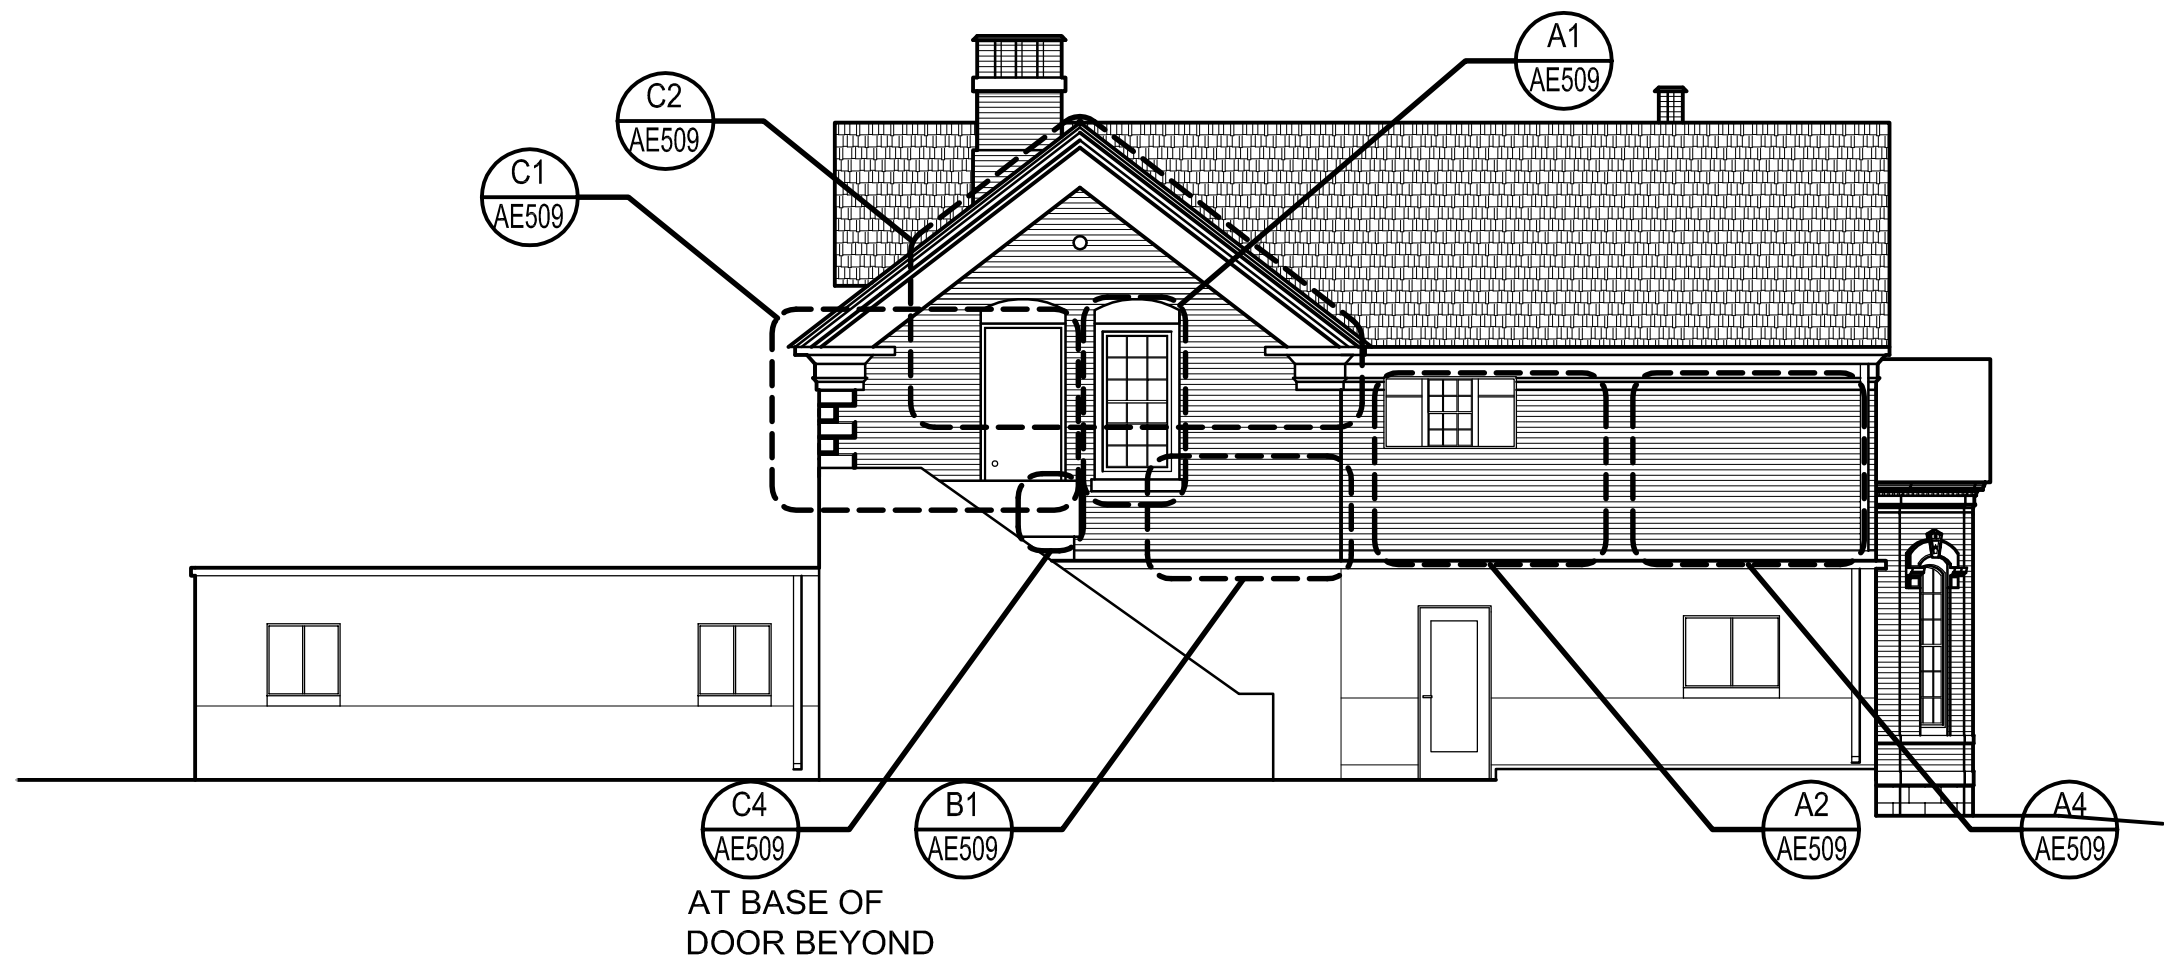 A1
AE509
C2
AE509
C1
AE509
C4
AE509
AT BASE OF
DOOR BEYOND
B1
AE509
A2
AE509
A4
AE509